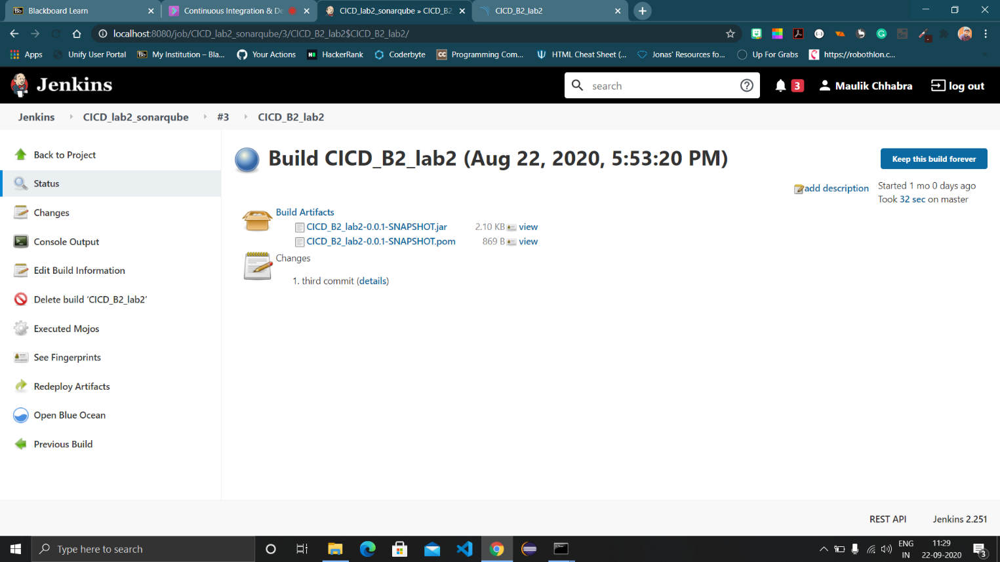 Blackboard Learn
Continuous Integration & De
CICD_lab2_sonarqube » CICD_B2_
CICD_B2_lab2
localhost:8080/job/CICD_lab2_sonarqube/3/CICD_B2_lab2$CICD_B2_lab2/
Apps
Unify User Portal
Bb My Institution – Bla...
Your Actions
HackerRank
Coderbyte
CC Programming Com...
HTML Cheat Sheet (...
Jonas' Resources fo...
Up For Grabs
https://robothlon.c...
Jenkins
search
3
Maulik Chhabra
log out
Jenkins
CICD_lab2_sonarqube
#3
CICD_B2_lab2
Back to Project
Status
Changes
Console Output
Edit Build Information
Delete build ‘CICD_B2_lab2’
Executed Mojos
See Fingerprints
Redeploy Artifacts
Open Blue Ocean
Previous Build
Build CICD_B2_lab2 (Aug 22, 2020, 5:53:20 PM)
Keep this build forever
add description
Started 1 mo 0 days ago
Took 32 sec on master
Build Artifacts
CICD_B2_lab2-0.0.1-SNAPSHOT.jar 2.10 KB view
CICD_B2_lab2-0.0.1-SNAPSHOT.pom 869 B view
Changes
1. third commit (details)
REST API
Jenkins 2.251
Type here to search
ENG
IN
11:29
22-09-2020
3